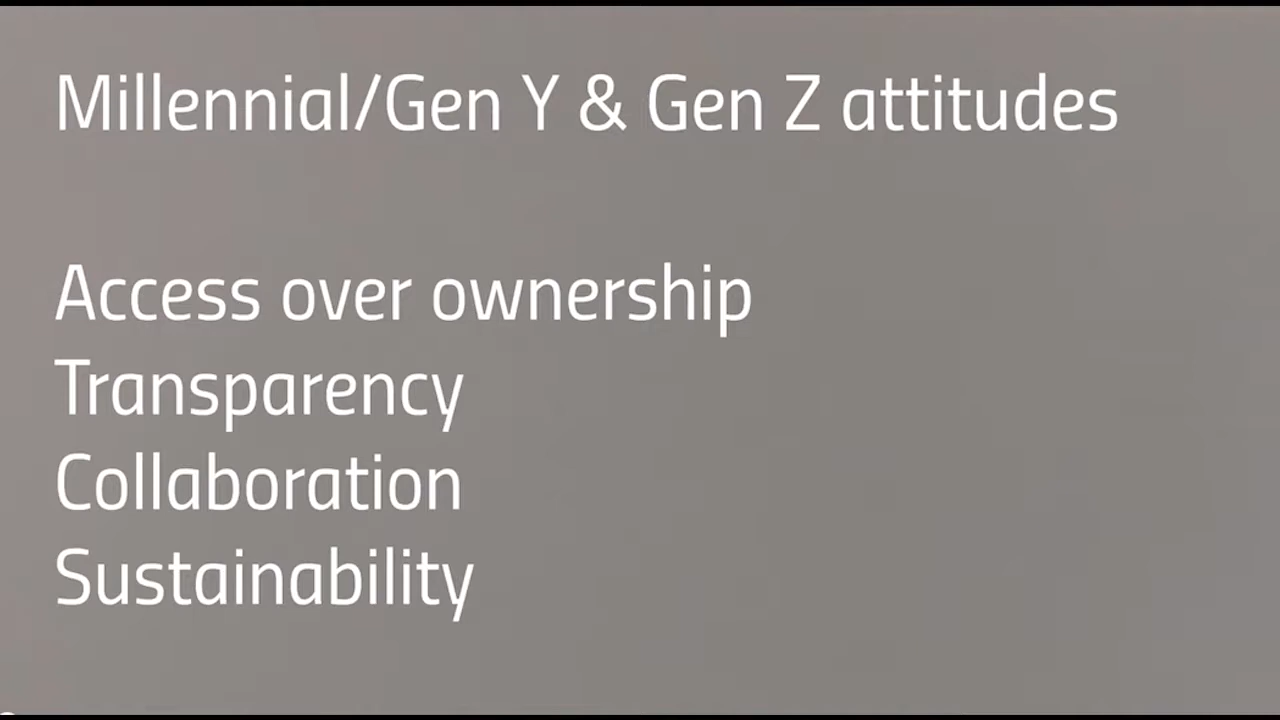 Millennial/Gen Y & Gen Z attitudes
Access over ownership
Transparency
Collaboration
Sustainability